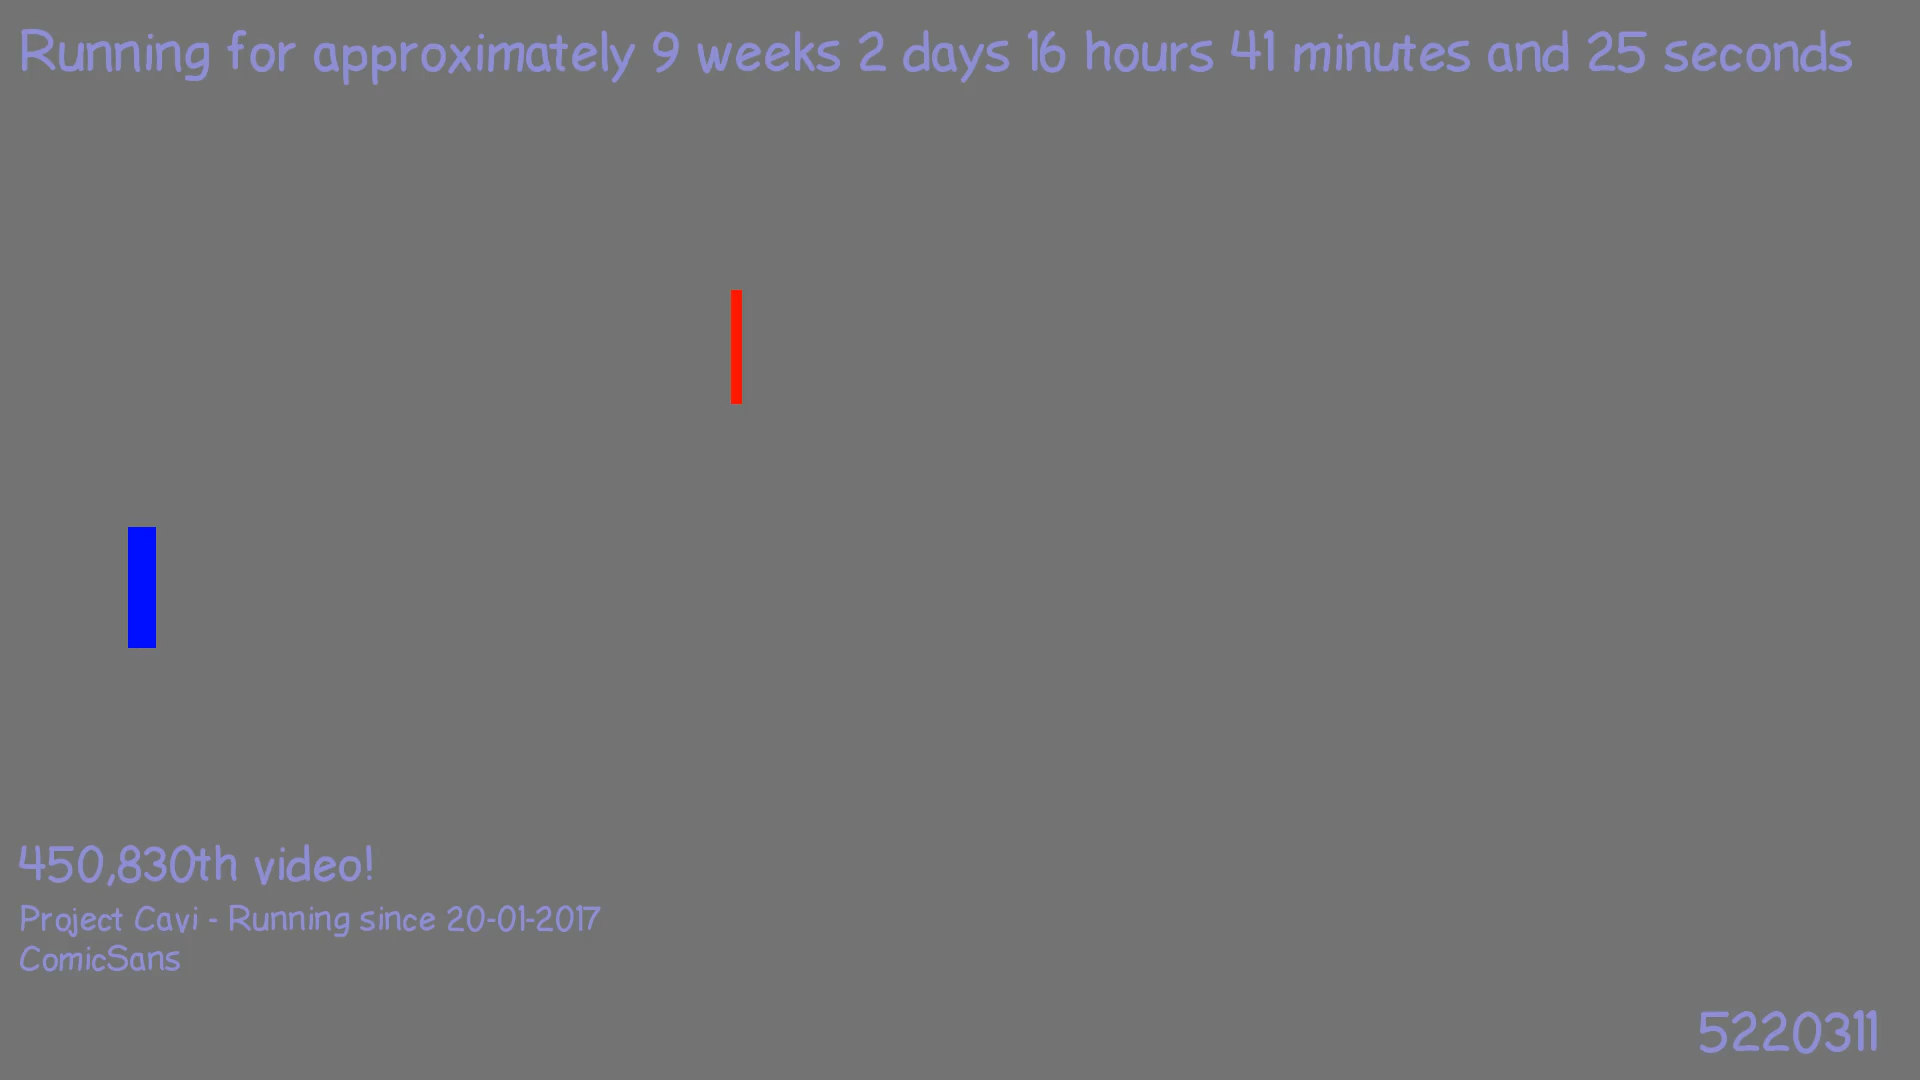 Running for approximately 9 weeks 2 days 16 hours 41 minutes and 25 seconds
450,830th video!
Project Cavi - Running since 20-01-2017
ComicSans
5220311